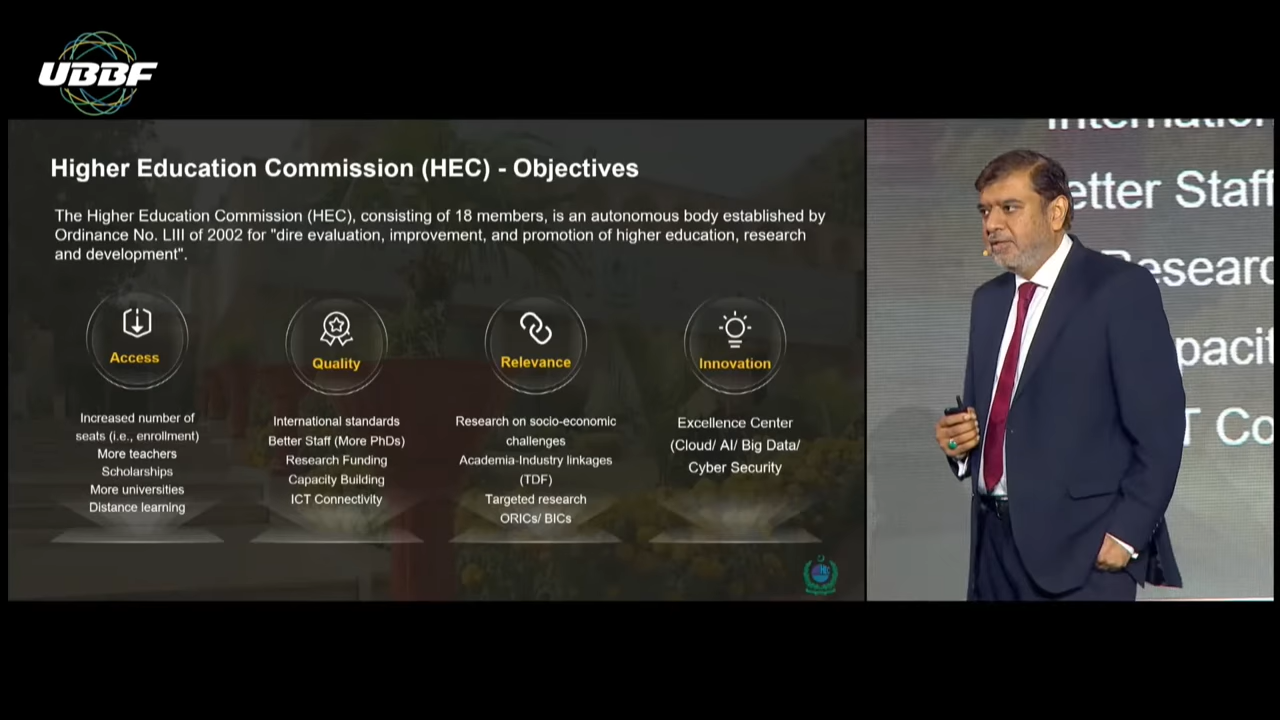 UBBF
Higher Education Commission (HEC) - Objectives
The Higher Education Commission (HEC), consisting of 18 members, is an autonomous body established by
Ordinance No. LIII of 2002 for "dire evaluation, improvement, and promotion of higher education, research
and development".
Access
Increased number of
seats (i.e., enrollment)
More teachers
Scholarships
More universities
Distance learning
Quality
International standards
Better Staff (More PhDs)
Research Funding
Capacity Building
ICT Connectivity
Relevance
Research on socio-economic
challenges
Academia-Industry linkages
(TDF)
Targeted research
ORICs/ BICs
Innovation
Excellence Center
(Cloud/ AI/ Big Data/
Cyber Security
HEC
Internation
etter Staff
Researc
pacit
T Co